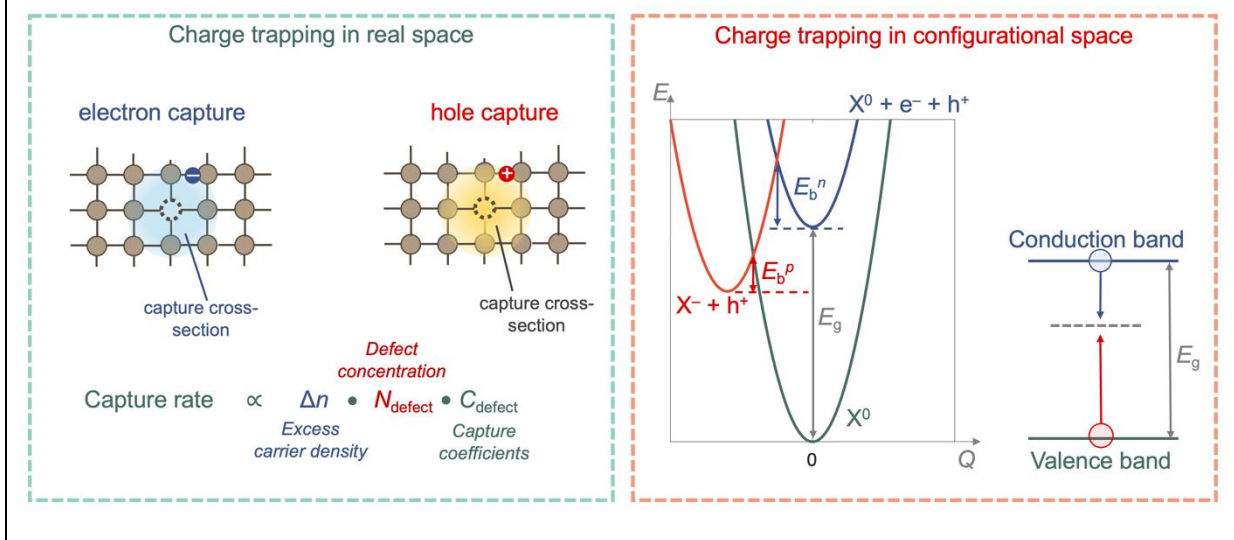 Charge trapping in real space
electron capture
hole capture
−
+
capture cross-
section
capture cross-
section
Defect
concentration
Capture rate ∝ Δn • N_defect • C_defect
Excess
carrier density
Capture
coefficients
Charge trapping in configurational space
E
X⁰ + e⁻ + h⁺
E_bⁿ
E_bᵖ
X⁻ + h⁺
E_g
X⁰
0
Q
Conduction band
E_g
Valence band